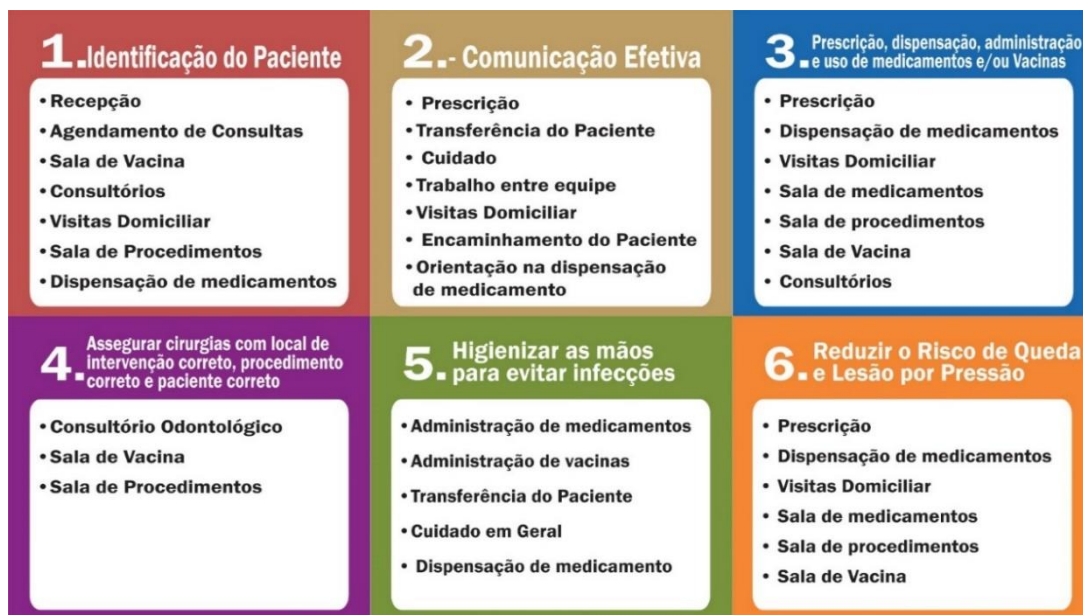 1.Identificação do Paciente
• Recepção
• Agendamento de Consultas
• Sala de Vacina
• Consultórios
• Visitas Domiciliar
• Sala de Procedimentos
• Dispensação de medicamentos
2.- Comunicação Efetiva
• Prescrição
• Transferência do Paciente
• Cuidado
• Trabalho entre equipe
• Visitas Domiciliar
• Encaminhamento do Paciente
• Orientação na dispensação
de medicamento
3. Prescrição, dispensação, administração
e uso de medicamentos e/ou Vacinas
• Prescrição
• Dispensação de medicamentos
• Visitas Domiciliar
• Sala de medicamentos
• Sala de procedimentos
• Sala de Vacina
• Consultórios
4. Assegurar cirurgias com local de
intervenção correto, procedimento
correto e paciente correto
• Consultório Odontológico
• Sala de Vacina
• Sala de Procedimentos
5. Higienizar as mãos
para evitar infecções
• Administração de medicamentos
• Administração de vacinas
• Transferência do Paciente
• Cuidado em Geral
• Dispensação de medicamento
6. Reduzir o Risco de Queda
e Lesão por Pressão
• Prescrição
• Dispensação de medicamentos
• Visitas Domiciliar
• Sala de medicamentos
• Sala de procedimentos
• Sala de Vacina